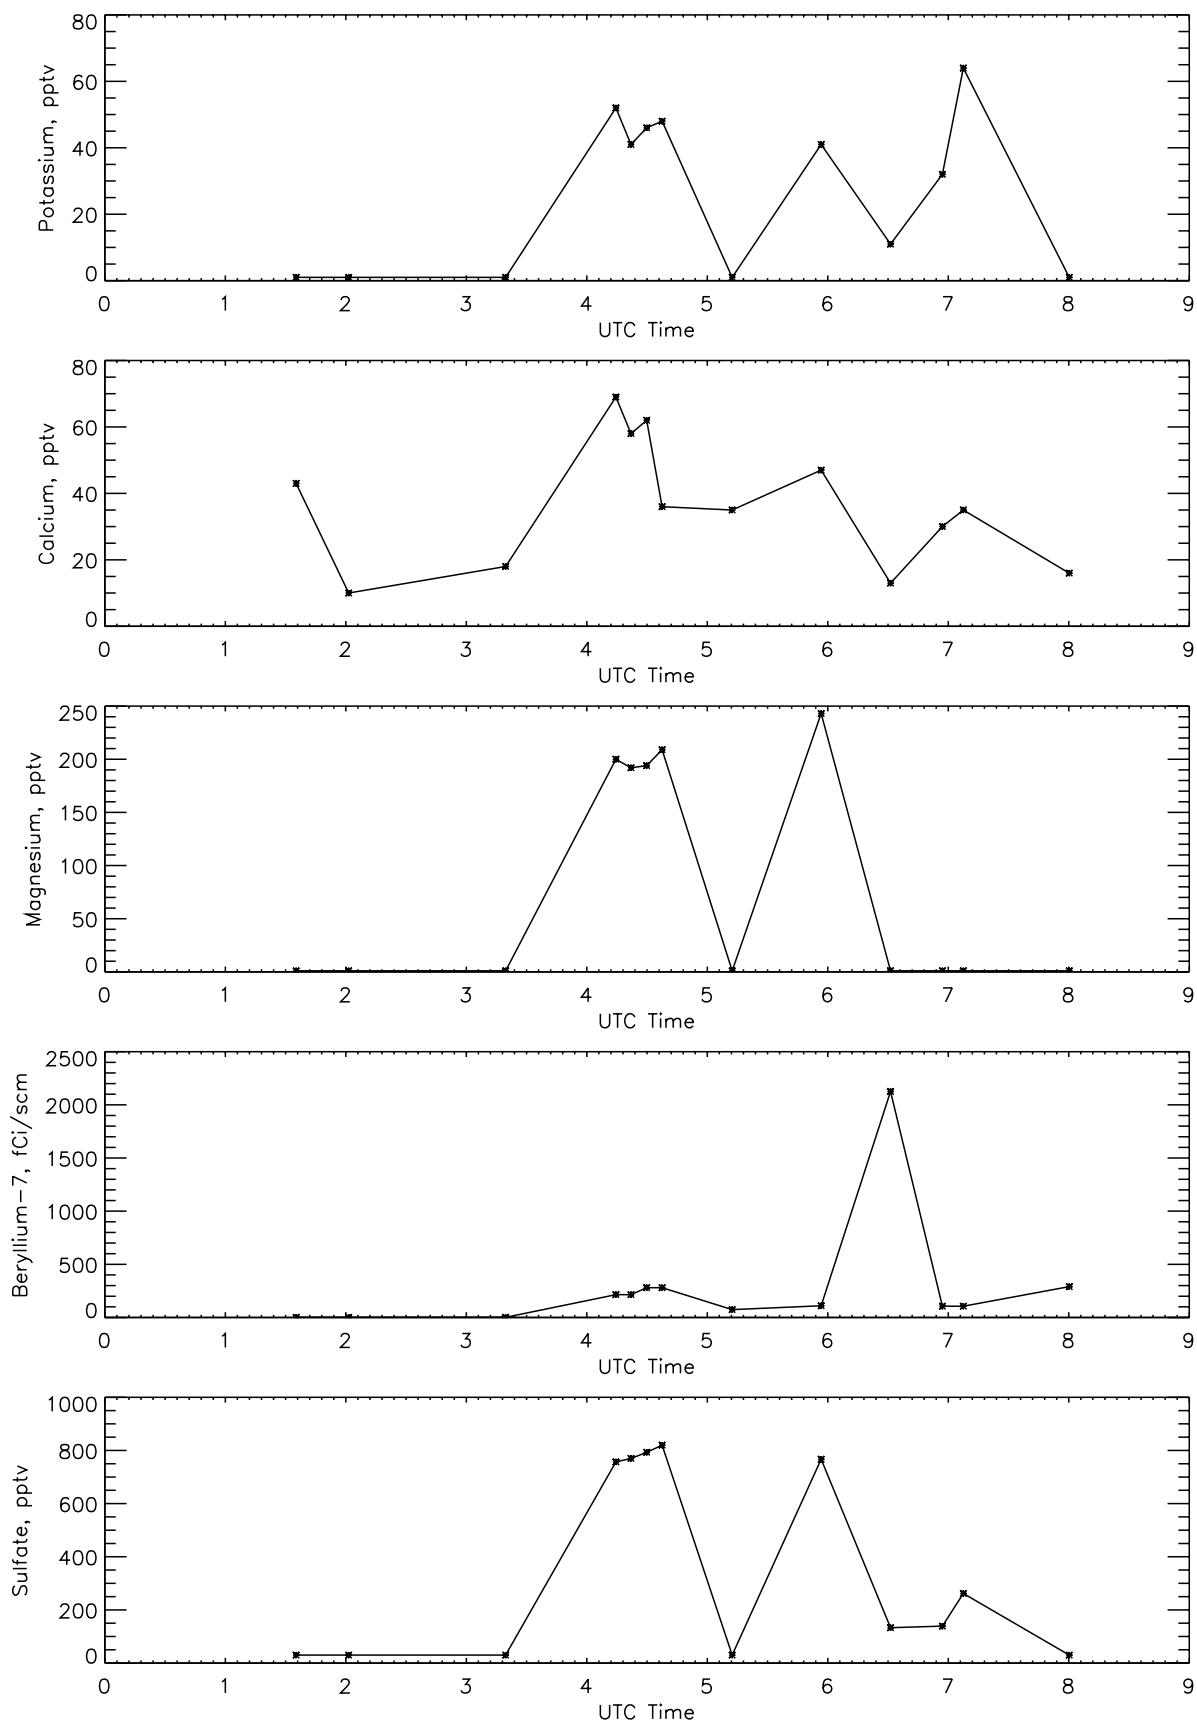 80
60
40
20
0
Potassium, pptv
0 1 2 3 4 5 6 7 8 9
UTC Time
80
60
40
20
0
Calcium, pptv
0 1 2 3 4 5 6 7 8 9
UTC Time
250
200
150
100
50
0
Magnesium, pptv
0 1 2 3 4 5 6 7 8 9
UTC Time
2500
2000
1500
1000
500
0
Beryllium-7, fCi/scm
0 1 2 3 4 5 6 7 8 9
UTC Time
1000
800
600
400
200
0
Sulfate, pptv
0 1 2 3 4 5 6 7 8 9
UTC Time